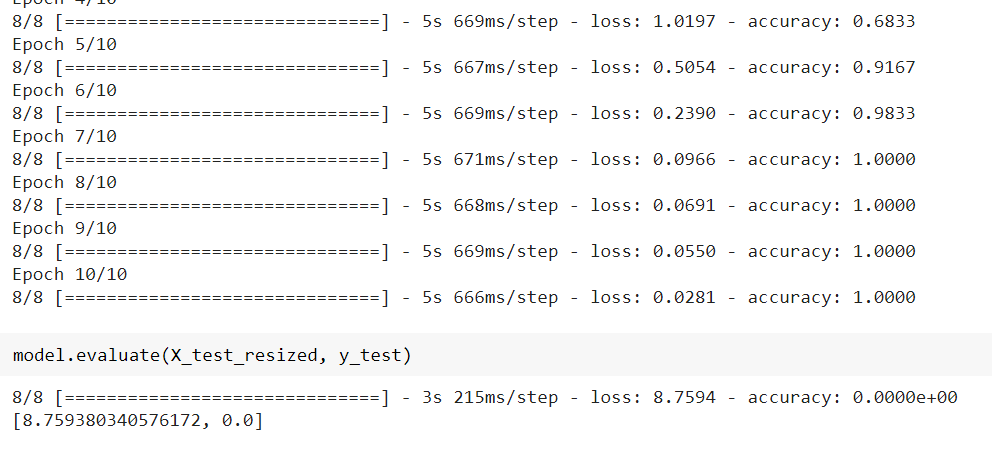 Epoch 4/10
8/8 [==============================] - 5s 669ms/step - loss: 1.0197 - accuracy: 0.6833
Epoch 5/10
8/8 [==============================] - 5s 667ms/step - loss: 0.5054 - accuracy: 0.9167
Epoch 6/10
8/8 [==============================] - 5s 669ms/step - loss: 0.2390 - accuracy: 0.9833
Epoch 7/10
8/8 [==============================] - 5s 671ms/step - loss: 0.0966 - accuracy: 1.0000
Epoch 8/10
8/8 [==============================] - 5s 668ms/step - loss: 0.0691 - accuracy: 1.0000
Epoch 9/10
8/8 [==============================] - 5s 669ms/step - loss: 0.0550 - accuracy: 1.0000
Epoch 10/10
8/8 [==============================] - 5s 666ms/step - loss: 0.0281 - accuracy: 1.0000
model.evaluate(X_test_resized, y_test)
8/8 [==============================] - 3s 215ms/step - loss: 8.7594 - accuracy: 0.0000e+00
[8.759380340576172, 0.0]